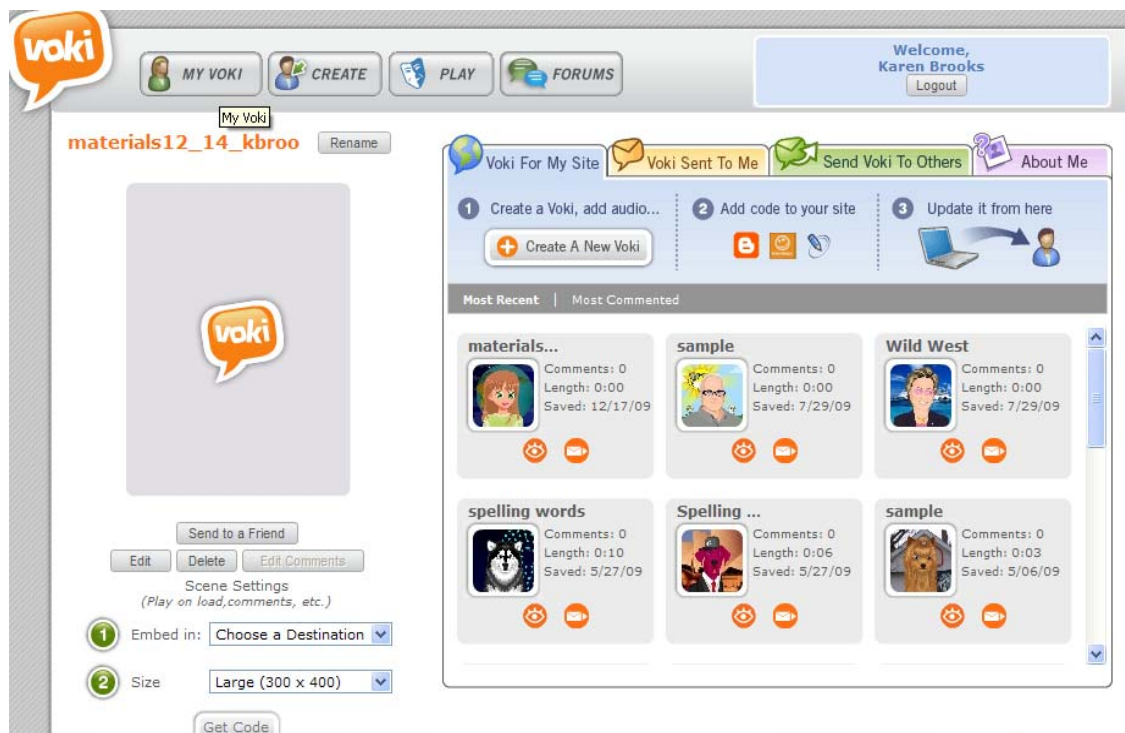 voki
MY VOKI
CREATE
PLAY
FORUMS
Welcome,
Karen Brooks
Logout
My Voki
materials12_14_kbroo
Rename
voki
Send to a Friend
Edit
Delete
Edit Comments
Scene Settings
(Play on load,comments, etc.)
1 Embed in: Choose a Destination
2 Size Large (300 x 400)
Get Code
Voki For My Site
Voki Sent To Me
Send Voki To Others
About Me
1 Create a Voki, add audio...
Create A New Voki
2 Add code to your site
3 Update it from here
Most Recent | Most Commented
materials...
Comments: 0
Length: 0:00
Saved: 12/17/09
sample
Comments: 0
Length: 0:00
Saved: 7/29/09
Wild West
Comments: 0
Length: 0:00
Saved: 7/29/09
spelling words
Comments: 0
Length: 0:10
Saved: 5/27/09
Spelling ...
Comments: 0
Length: 0:06
Saved: 5/27/09
sample
Comments: 0
Length: 0:03
Saved: 5/06/09